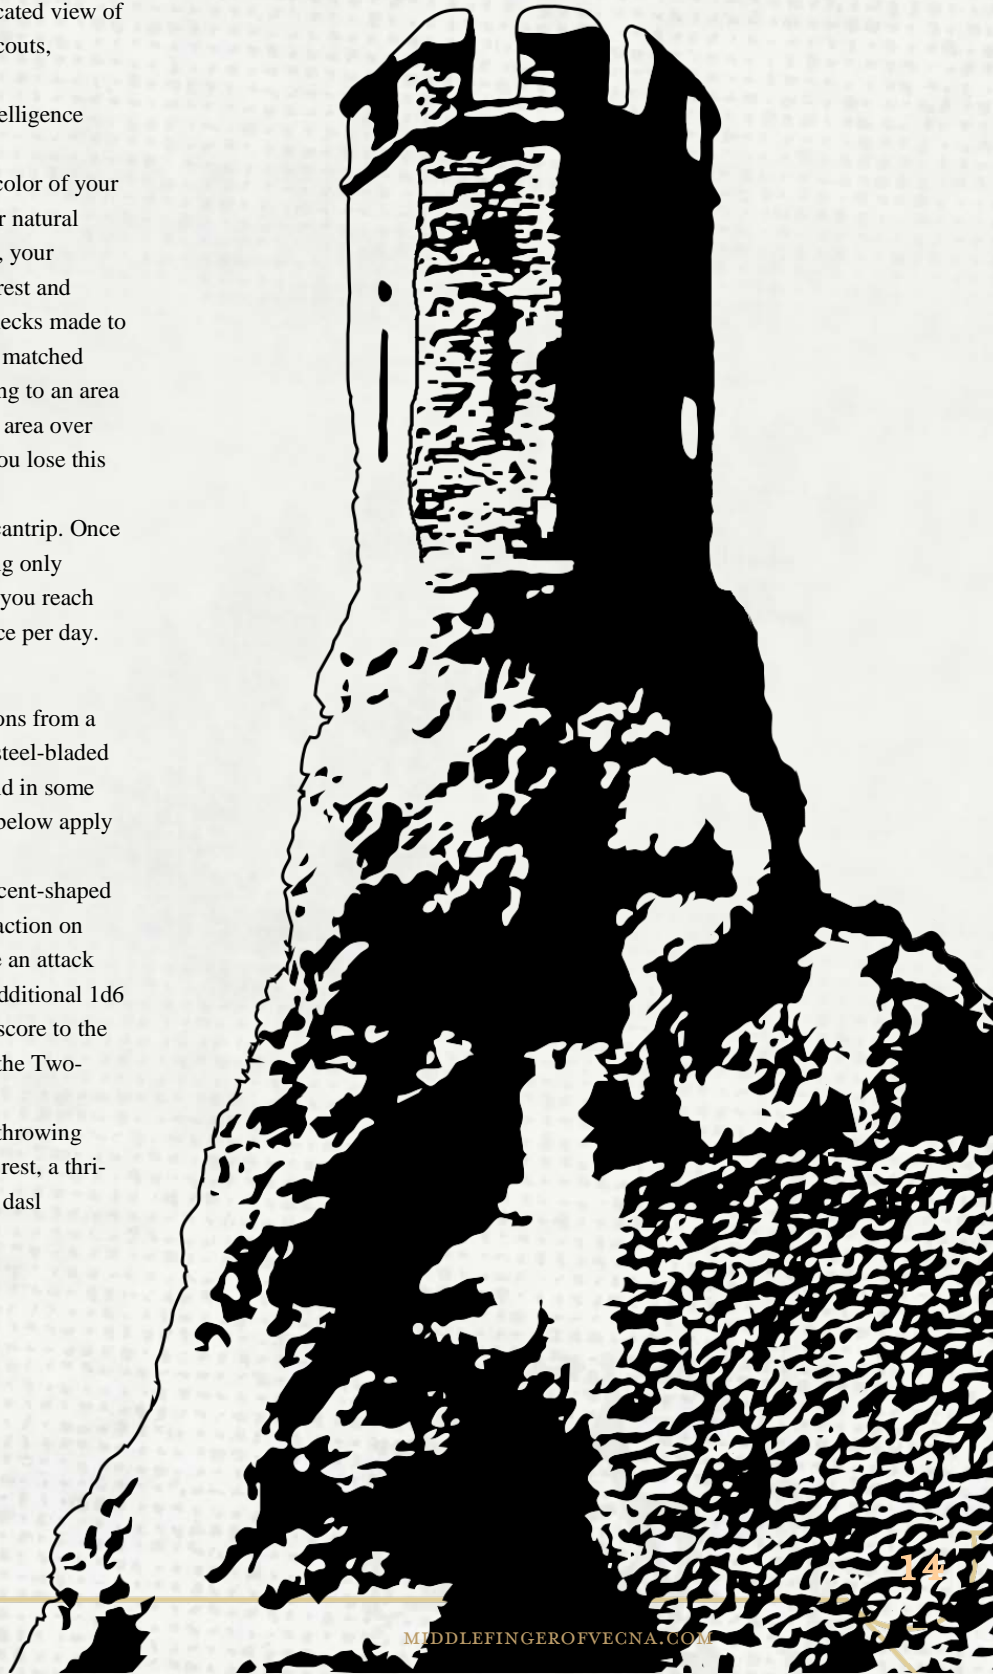 cated view of
couts,
elligence
color of your
r natural
, your
rest and
ecks made to
matched
ng to an area
area over
ou lose this
cantrip. Once
g only
you reach
ce per day.
ons from a
steel-bladed
d in some
below apply
cent-shaped
action on
e an attack
dditional 1d6
score to the
the Two-
throwing
rest, a thri-
dasl
14
MIDDLEFINGEROFVECNA.COM